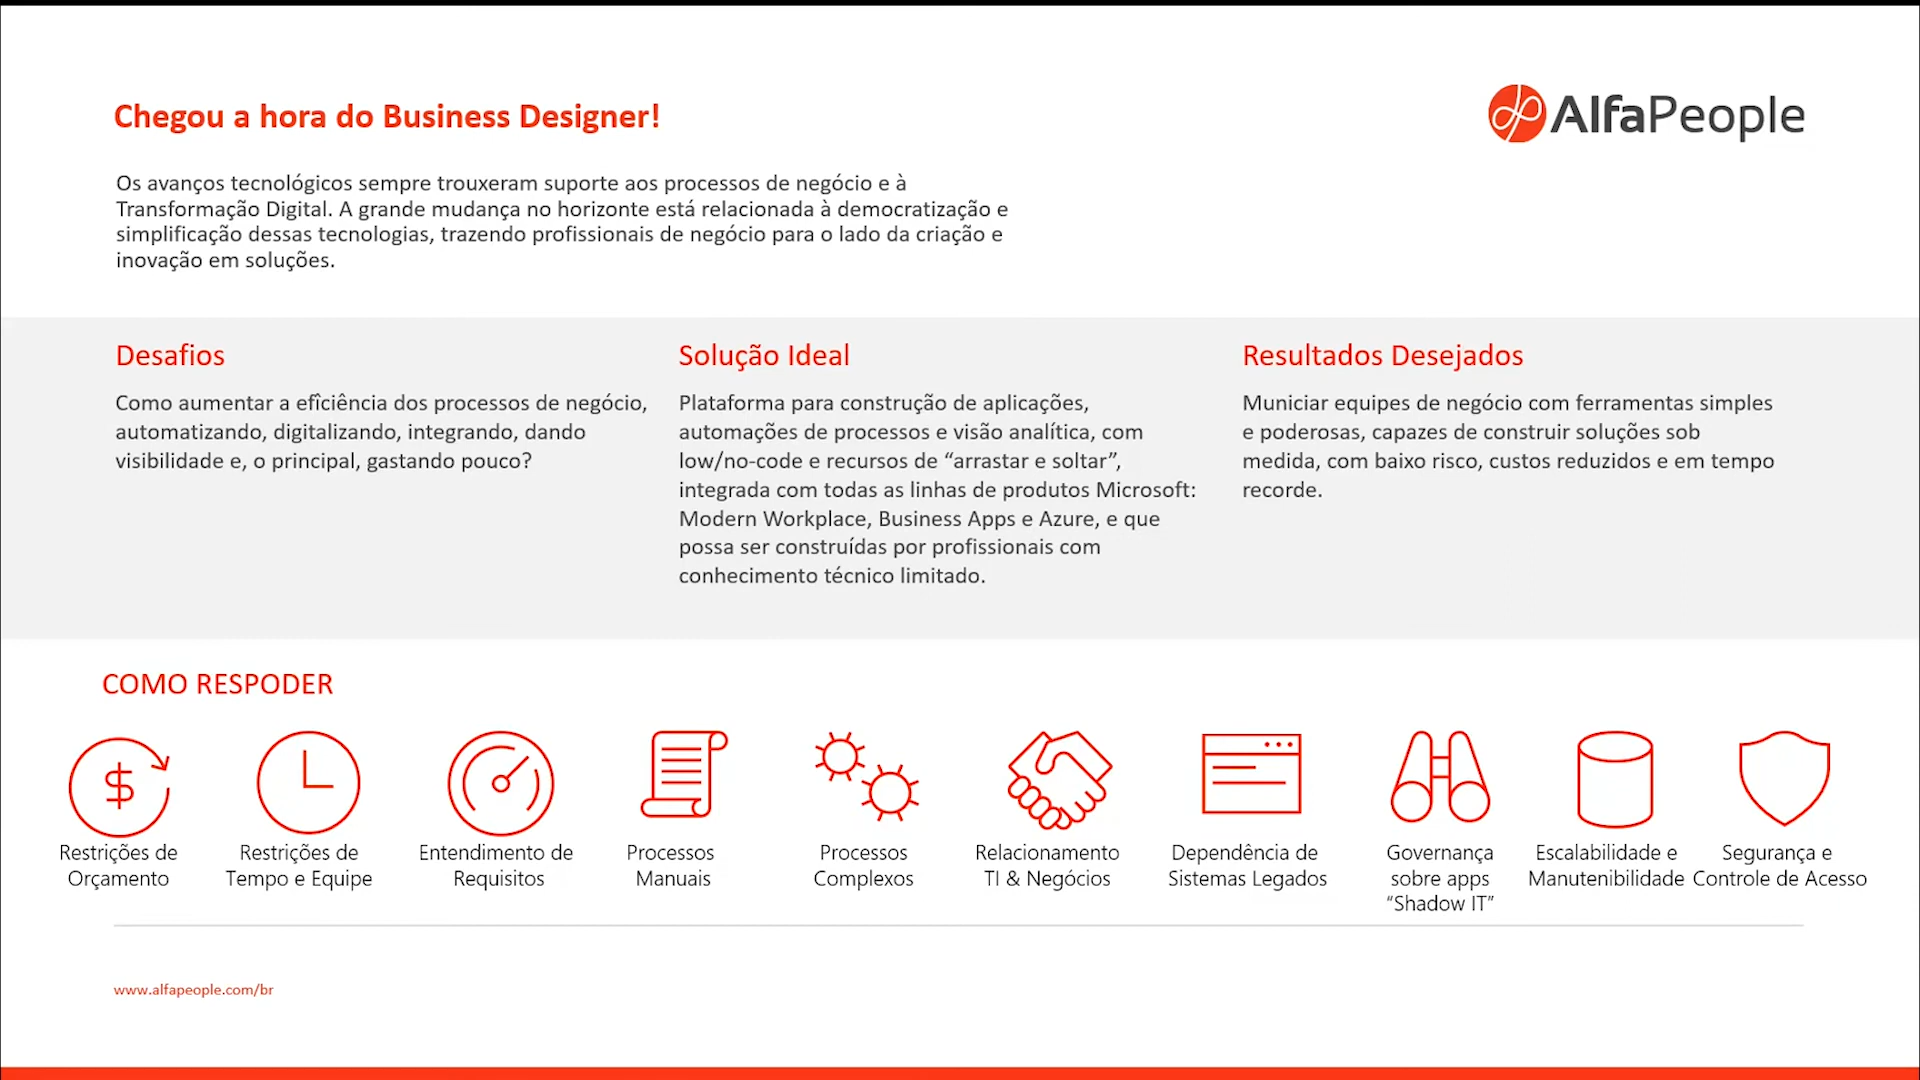 Chegou a hora do Business Designer!
AlfaPeople
Os avanços tecnológicos sempre trouxeram suporte aos processos de negócio e à
Transformação Digital. A grande mudança no horizonte está relacionada à democratização e
simplificação dessas tecnologias, trazendo profissionais de negócio para o lado da criação e
inovação em soluções.
Desafios
Como aumentar a eficiência dos processos de negócio,
automatizando, digitalizando, integrando, dando
visibilidade e, o principal, gastando pouco?
Solução Ideal
Plataforma para construção de aplicações,
automações de processos e visão analítica, com
low/no-code e recursos de “arrastar e soltar”,
integrada com todas as linhas de produtos Microsoft:
Modern Workplace, Business Apps e Azure, e que
possa ser construídas por profissionais com
conhecimento técnico limitado.
Resultados Desejados
Municiar equipes de negócio com ferramentas simples
e poderosas, capazes de construir soluções sob
medida, com baixo risco, custos reduzidos e em tempo
recorde.
COMO RESPODER
$
Restrições de
Orçamento
Restrições de
Tempo e Equipe
Entendimento de
Requisitos
Processos
Manuais
Processos
Complexos
Relacionamento
TI & Negócios
Dependência de
Sistemas Legados
Governança
sobre apps
“Shadow IT”
Escalabilidade e
Manutenibilidade
Segurança e
Controle de Acesso
www.alfapeople.com/br